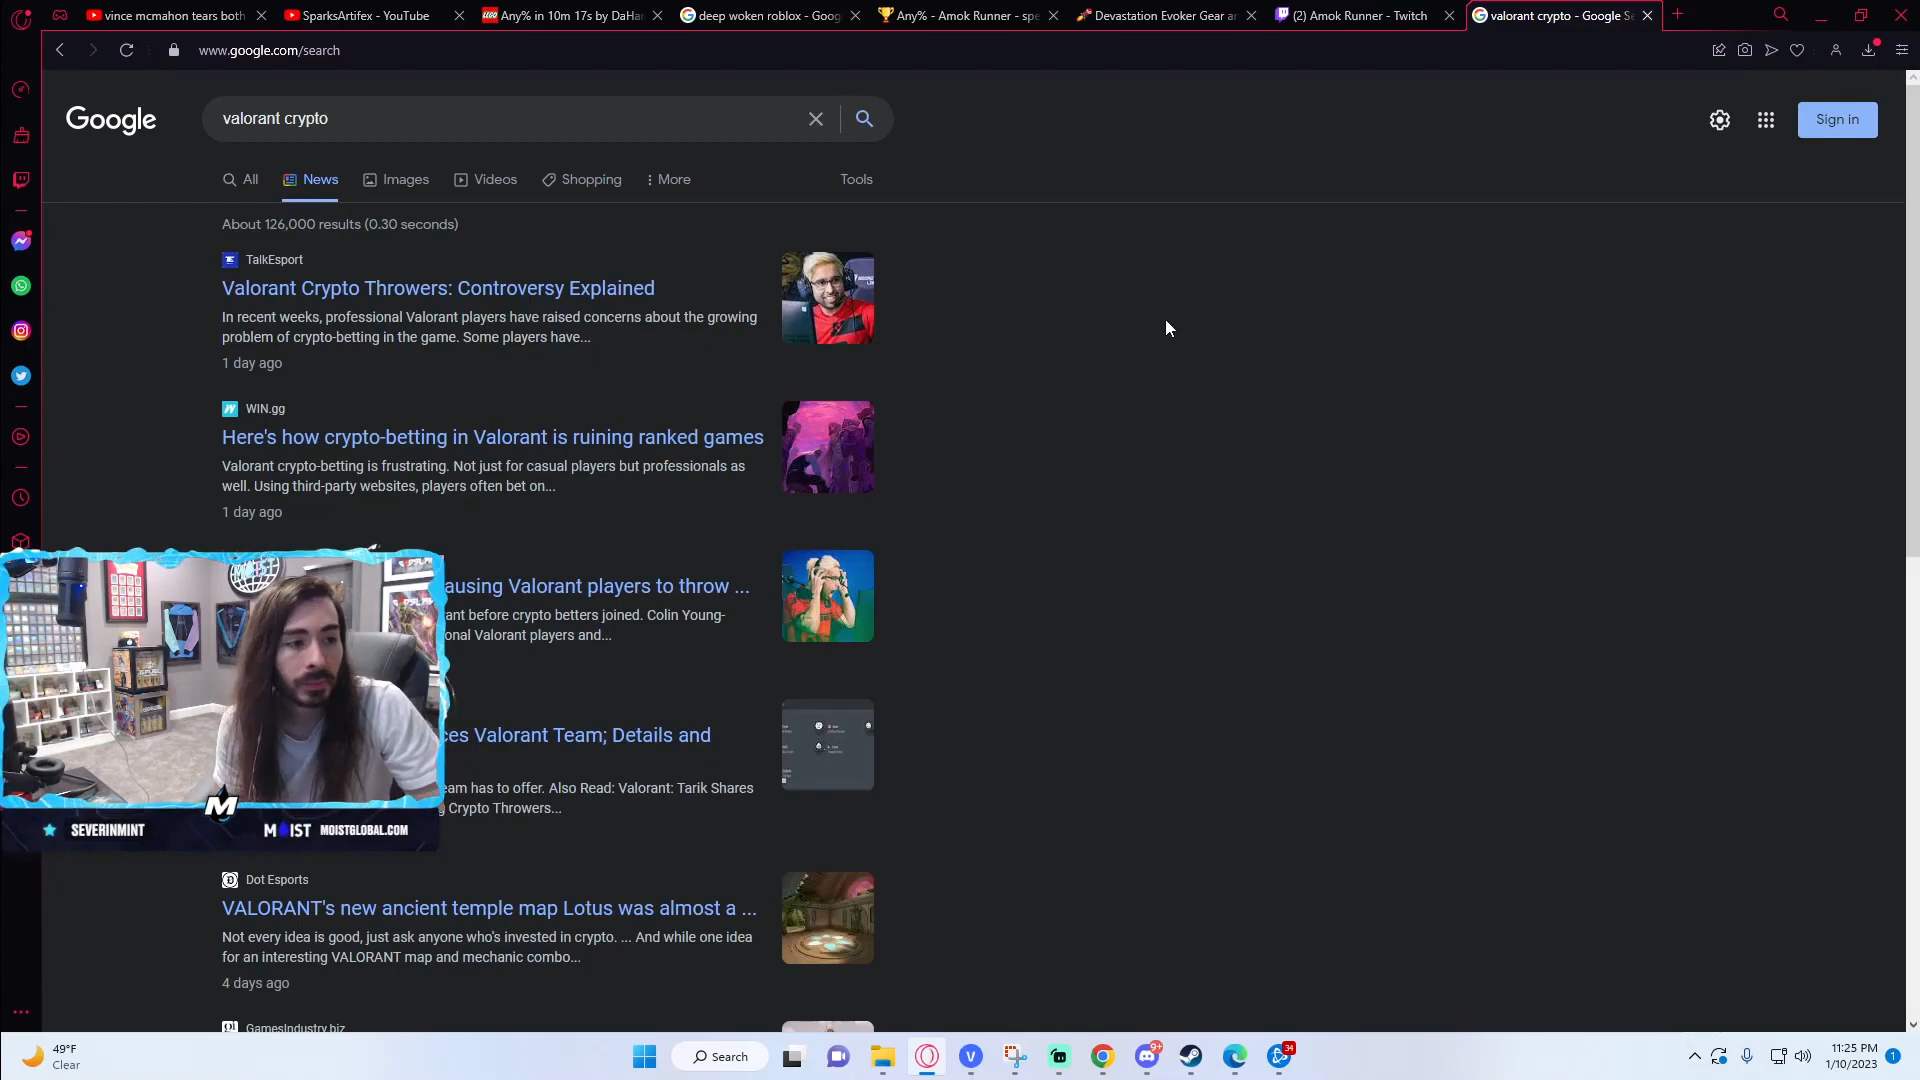 vince mcmahon tears both
SparksArtifex - YouTube
Any% in 10m 17s by DaHa
deep woken roblox - Goog
Any% - Amok Runner - spe
Devastation Evoker Gear a
(2) Amok Runner - Twitch
valorant crypto - Google S
www.google.com/search
Google
valorant crypto
Sign in
All
News
Images
Videos
Shopping
More
Tools
About 126,000 results (0.30 seconds)
TalkEsport
Valorant Crypto Throwers: Controversy Explained
In recent weeks, professional Valorant players have raised concerns about the growing
problem of crypto-betting in the game. Some players have...
1 day ago
WIN.gg
Here's how crypto-betting in Valorant is ruining ranked games
Valorant crypto-betting is frustrating. Not just for casual players but professionals as
well. Using third-party websites, players often bet on...
1 day ago
ausing Valorant players to throw ...
ant before crypto betters joined. Colin Young-
onal Valorant players and...
ces Valorant Team; Details and
eam has to offer. Also Read: Valorant: Tarik Shares
g Crypto Throwers...
MOIST
M
SEVERINMINT
MOIST
MOISTGLOBAL.COM
Dot Esports
VALORANT's new ancient temple map Lotus was almost a ...
Not every idea is good, just ask anyone who's invested in crypto. ... And while one idea
for an interesting VALORANT map and mechanic combo...
4 days ago
GamesIndustry.biz
49°F
Clear
Search
9+
34
11:25 PM
1/10/2023
1